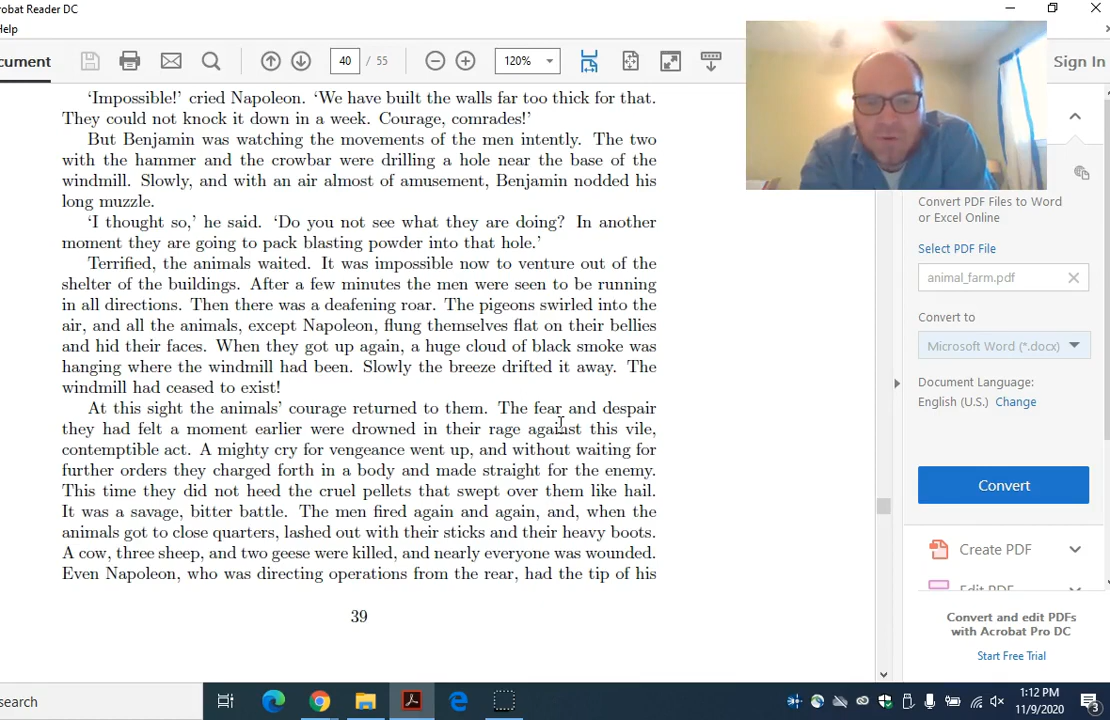 crobat Reader DC
Help
cument
40 / 55
120%
Sign In
‘Impossible!’ cried Napoleon. ‘We have built the walls far too thick for that.
They could not knock it down in a week. Courage, comrades!’
But Benjamin was watching the movements of the men intently. The two
with the hammer and the crowbar were drilling a hole near the base of the
windmill. Slowly, and with an air almost of amusement, Benjamin nodded his
long muzzle.
‘I thought so,’ he said. ‘Do you not see what they are doing? In another
moment they are going to pack blasting powder into that hole.’
Terrified, the animals waited. It was impossible now to venture out of the
shelter of the buildings. After a few minutes the men were seen to be running
in all directions. Then there was a deafening roar. The pigeons swirled into the
air, and all the animals, except Napoleon, flung themselves flat on their bellies
and hid their faces. When they got up again, a huge cloud of black smoke was
hanging where the windmill had been. Slowly the breeze drifted it away. The
windmill had ceased to exist!
At this sight the animals’ courage returned to them. The fear and despair
they had felt a moment earlier were drowned in their rage against this vile,
contemptible act. A mighty cry for vengeance went up, and without waiting for
further orders they charged forth in a body and made straight for the enemy.
This time they did not heed the cruel pellets that swept over them like hail.
It was a savage, bitter battle. The men fired again and again, and, when the
animals got to close quarters, lashed out with their sticks and their heavy boots.
A cow, three sheep, and two geese were killed, and nearly everyone was wounded.
Even Napoleon, who was directing operations from the rear, had the tip of his
39
Convert PDF Files to Word
or Excel Online
Select PDF File
animal_farm.pdf
Convert to
Microsoft Word (*.docx)
Document Language:
English (U.S.) Change
Convert
Create PDF
Edit PDF
Convert and edit PDFs
with Acrobat Pro DC
Start Free Trial
search
1:12 PM
11/9/2020
3